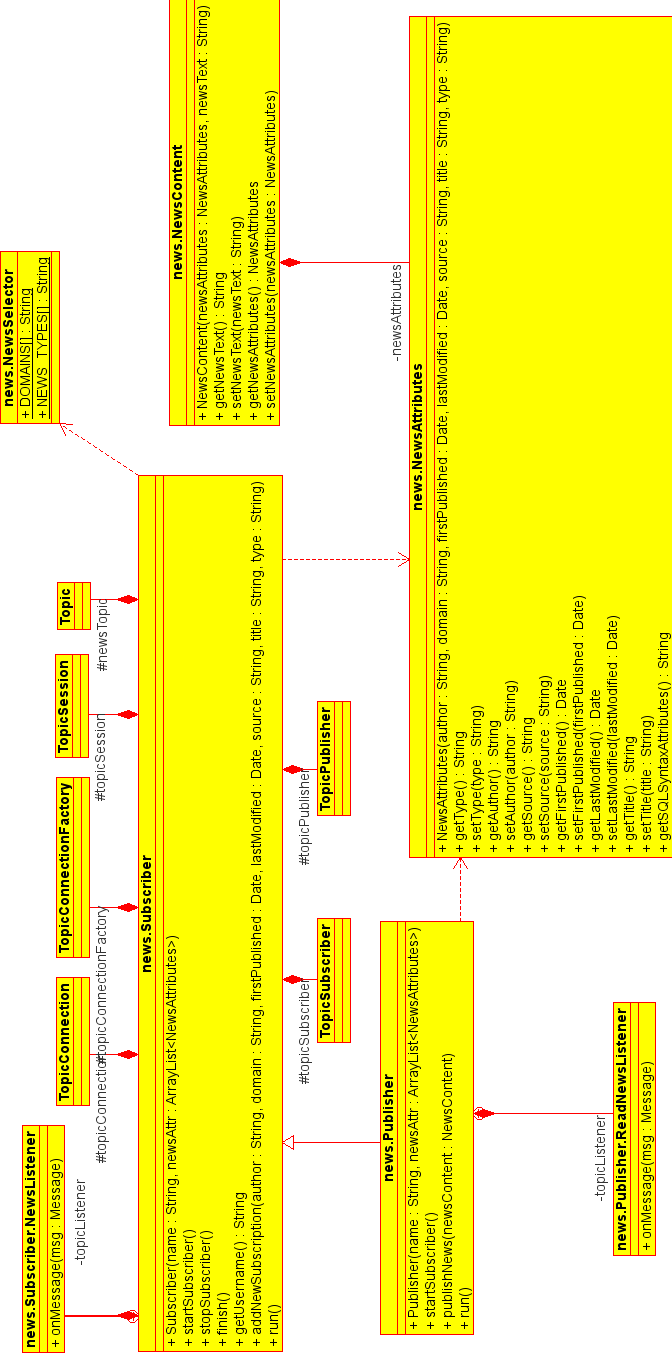 news.NewsSelector
+ DOMAINS[] : String
+ NEWS_TYPES[] : String
news.NewsContent
+ NewsContent(newsAttributes : NewsAttributes, newsText : String)
+ getNewsText() : String
+ setNewsText(newsText : String)
+ getNewsAttributes() : NewsAttributes
+ setNewsAttributes(newsAttributes : NewsAttributes)
-newsAttributes
news.NewsAttributes
+ NewsAttributes(author : String, domain : String, firstPublished : Date, lastModified : Date, source : String, title : String, type : String)
+ getType() : String
+ setType(type : String)
+ getAuthor() : String
+ setAuthor(author : String)
+ getSource() : String
+ setSource(source : String)
+ getFirstPublished() : Date
+ setFirstPublished(firstPublished : Date)
+ getLastModified() : Date
+ setLastModified(lastModified : Date)
+ getTitle() : String
+ setTitle(title : String)
+ getSQLSyntaxAttributes() : String
Topic
#newsTopic
TopicSession
#topicSession
TopicConnectionFactory
#topicConnectionFactory
TopicConnection
#topicConnection
news.Subscriber.NewsListener
+ onMessage(msg : Message)
-topicListener
news.Subscriber
+ Subscriber(name : String, newsAttr : ArrayList<NewsAttributes>)
+ startSubscriber()
+ stopSubscriber()
+ finish()
+ getUsername() : String
+ addNewSubscription(author : String, domain : String, firstPublished : Date, lastModified : Date, source : String, title : String, type : String)
+ run()
TopicPublisher
#topicPublisher
TopicSubscriber
#topicSubscriber
news.Publisher
+ Publisher(name : String, newsAttr : ArrayList<NewsAttributes>)
+ startSubscriber()
+ publishNews(newsContent : NewsContent)
+ run()
-topicListener
news.Publisher.ReadNewsListener
+ onMessage(msg : Message)